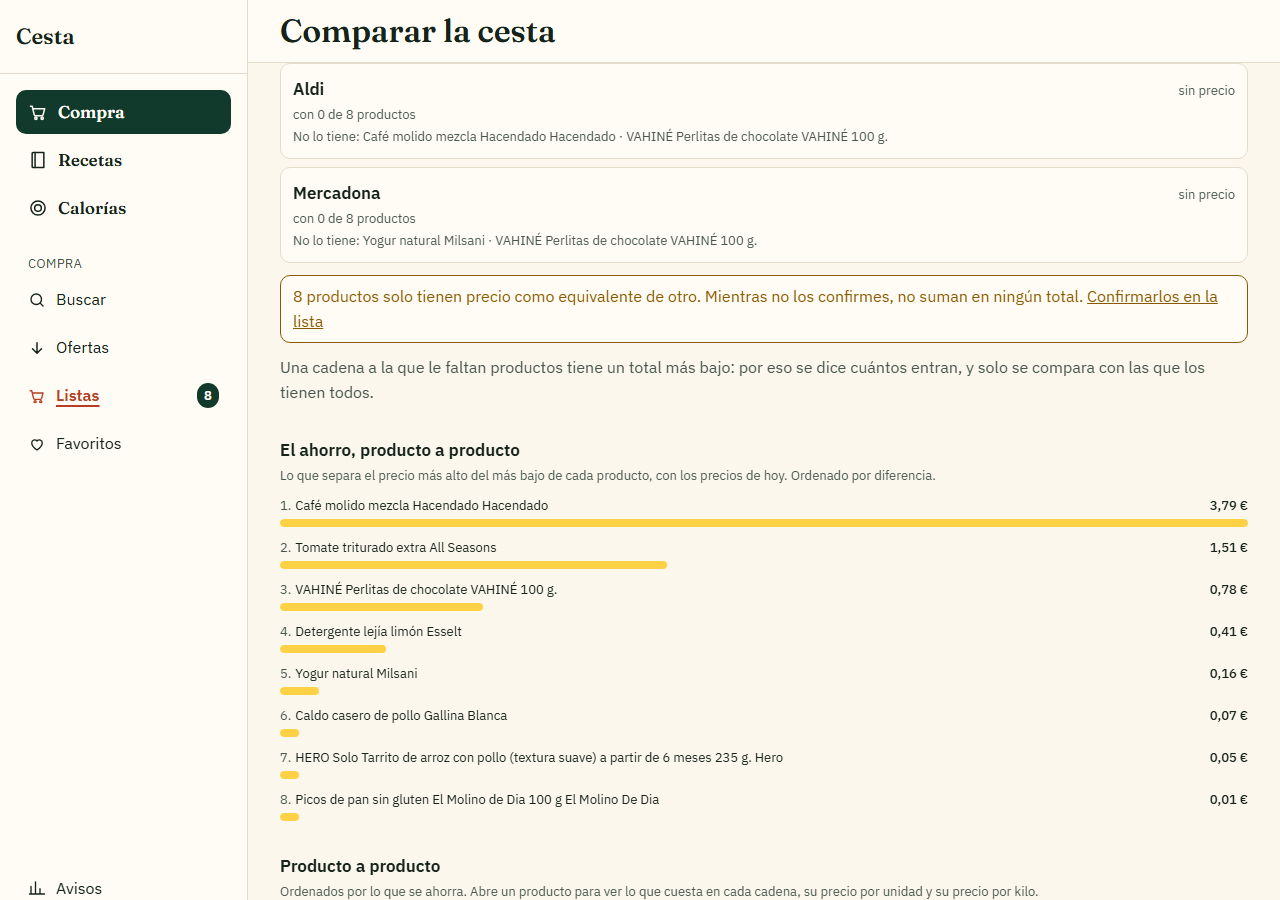 Cesta
Compra
Recetas
Calorías
COMPRA
Buscar
Ofertas
Listas
8
Favoritos
Avisos
Comparar la cesta
Aldi
sin precio
con 0 de 8 productos
No lo tiene: Café molido mezcla Hacendado Hacendado · VAHINÉ Perlitas de chocolate VAHINÉ 100 g.
Mercadona
sin precio
con 0 de 8 productos
No lo tiene: Yogur natural Milsani · VAHINÉ Perlitas de chocolate VAHINÉ 100 g.
8 productos solo tienen precio como equivalente de otro. Mientras no los confirmes, no suman en ningún total. Confirmarlos en la
lista
Una cadena a la que le faltan productos tiene un total más bajo: por eso se dice cuántos entran, y solo se compara con las que los
tienen todos.
El ahorro, producto a producto
Lo que separa el precio más alto del más bajo de cada producto, con los precios de hoy. Ordenado por diferencia.
1. Café molido mezcla Hacendado Hacendado
3,79 €
2. Tomate triturado extra All Seasons
1,51 €
3. VAHINÉ Perlitas de chocolate VAHINÉ 100 g.
0,78 €
4. Detergente lejía limón Esselt
0,41 €
5. Yogur natural Milsani
0,16 €
6. Caldo casero de pollo Gallina Blanca
0,07 €
7. HERO Solo Tarrito de arroz con pollo (textura suave) a partir de 6 meses 235 g. Hero
0,05 €
8. Picos de pan sin gluten El Molino de Dia 100 g El Molino De Dia
0,01 €
Producto a producto
Ordenados por lo que se ahorra. Abre un producto para ver lo que cuesta en cada cadena, su precio por unidad y su precio por kilo.